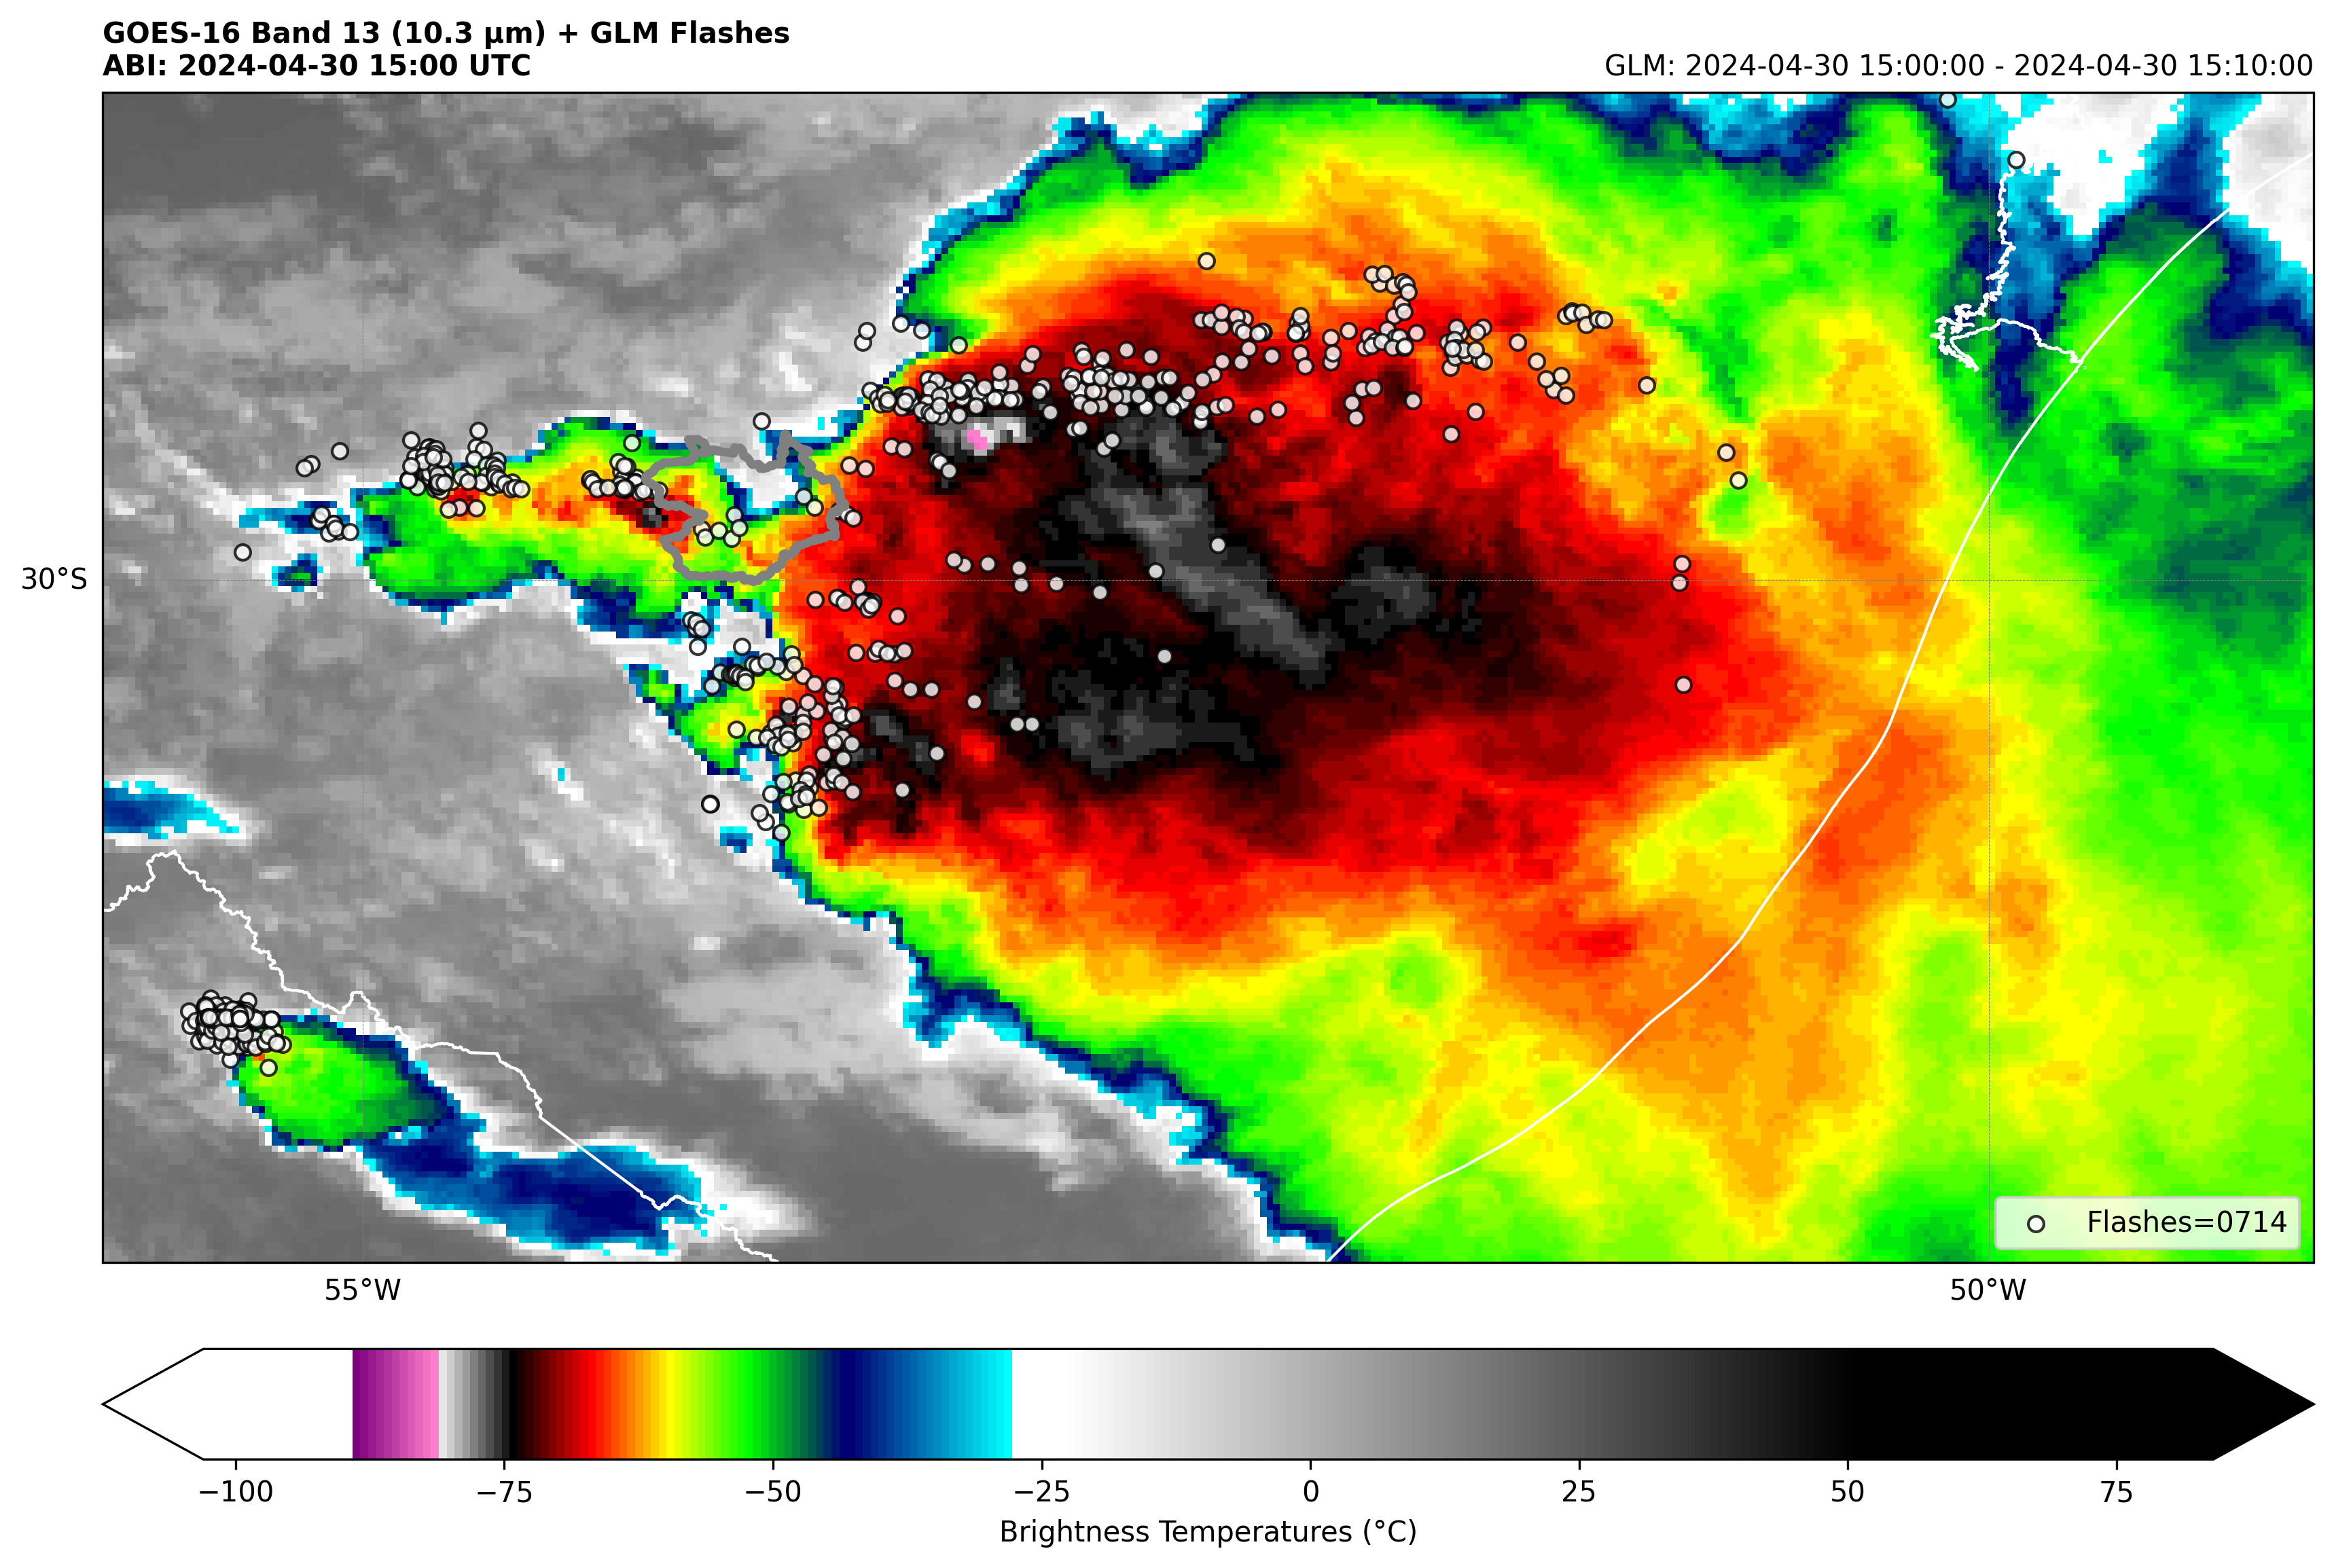 GOES-16 Band 13 (10.3 µm) + GLM Flashes
ABI: 2024-04-30 15:00 UTC
GLM: 2024-04-30 15:00:00 - 2024-04-30 15:10:00
30°S
Flashes=0714
55°W
50°W
−100
−75
−50
−25
0
25
50
75
Brightness Temperatures (°C)